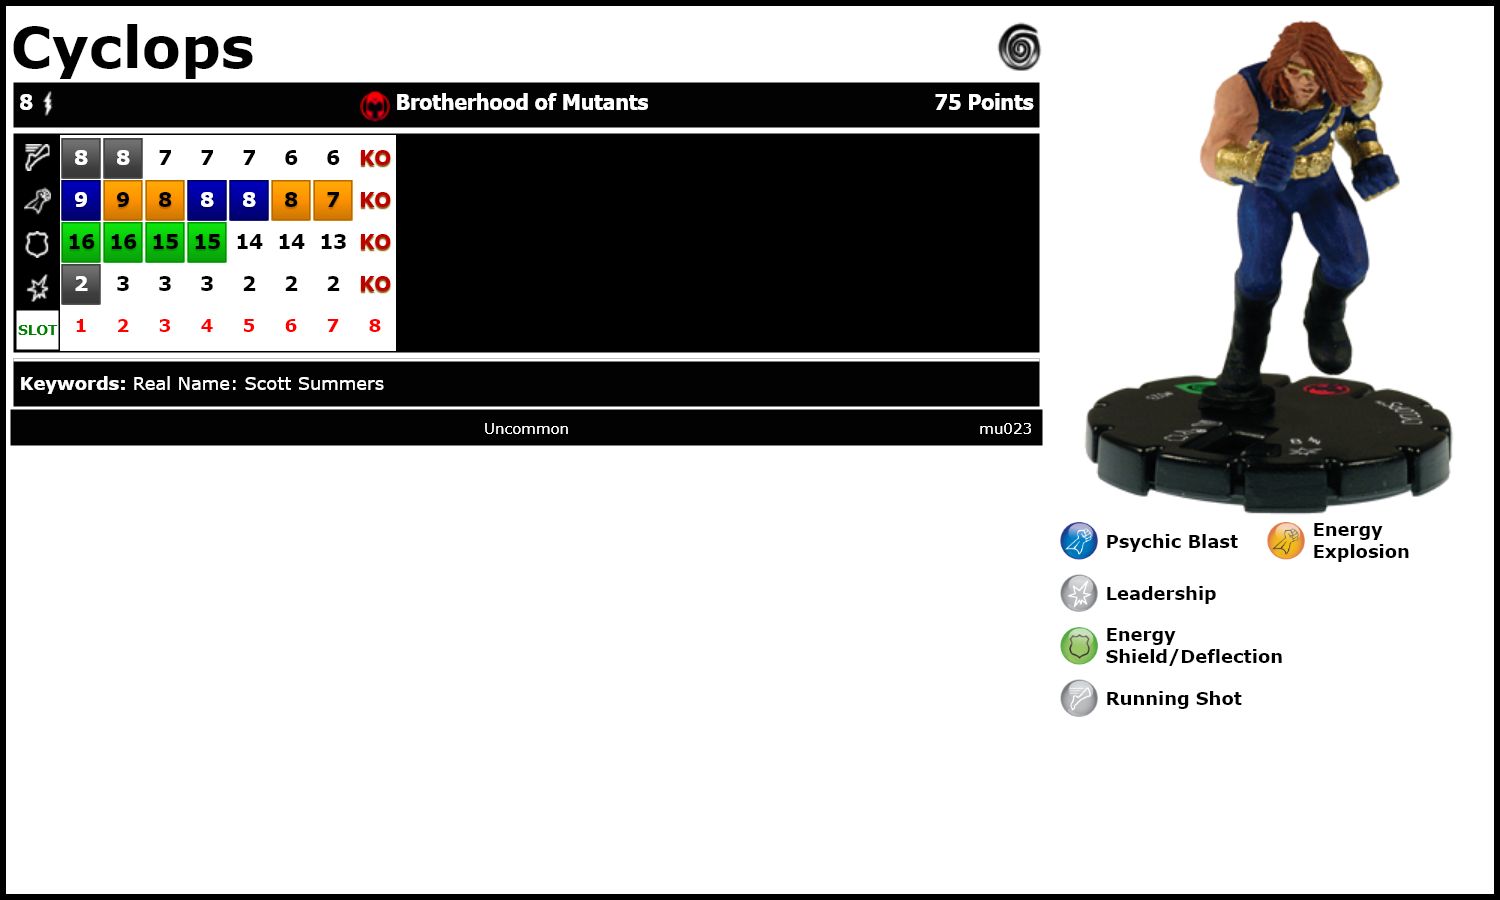 Cyclops
8 Brotherhood of Mutants 75 Points
8 8 7 7 7 6 6 KO
9 9 8 8 8 8 7 KO
16 16 15 15 14 14 13 KO
2 3 3 3 2 2 2 KO
SLOT 1 2 3 4 5 6 7 8
Keywords: Real Name: Scott Summers
Uncommon mu023
CYCLOPS
Psychic Blast
Energy
Explosion
Leadership
Energy
Shield/Deflection
Running Shot